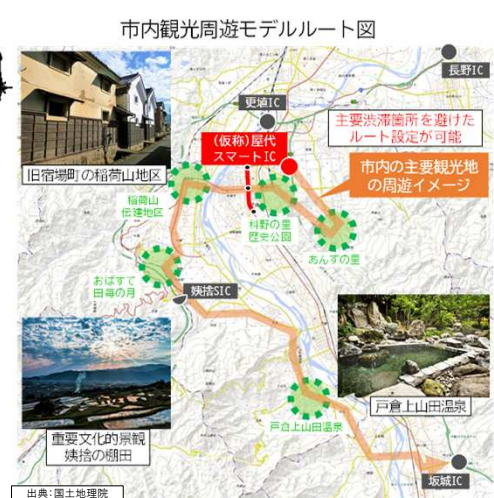 市内観光周遊モデルルート図
長野IC
更埴IC
(仮称)屋代
スマートIC
主要渋滞箇所を避けた
ルート設定が可能
市内の主要観光地
の周遊イメージ
旧宿場町の稲荷山地区
稲荷山
伝建地区
科野の里
歴史公園
あんずの里
おばすて
田毎の月
姨捨SIC
重要文化的景観
姨捨の棚田
戸倉上山田温泉
戸倉上山田温泉
坂城IC
出典:国土地理院